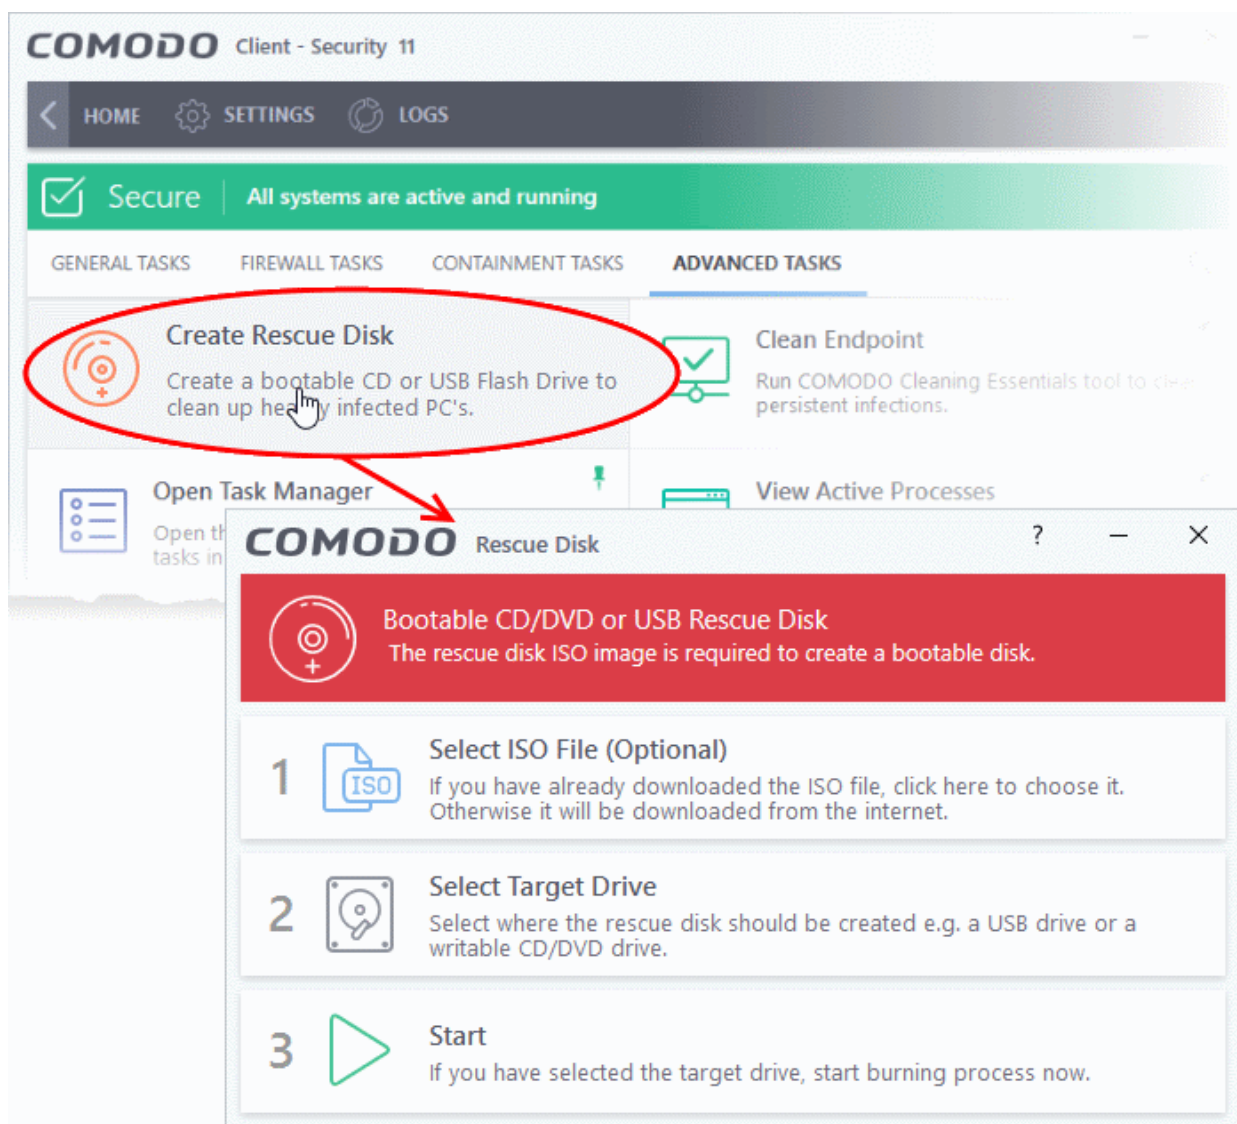 COMODO Client - Security 11
HOME SETTINGS LOGS
Secure All systems are active and running
GENERAL TASKS FIREWALL TASKS CONTAINMENT TASKS ADVANCED TASKS
Create Rescue Disk
Create a bootable CD or USB Flash Drive to
clean up heavily infected PC's.
Clean Endpoint
Run COMODO Cleaning Essentials tool to
persistent infections.
Open Task Manager
Open
tasks in
View Active Processes
COMODO Rescue Disk
?
Bootable CD/DVD or USB Rescue Disk
The rescue disk ISO image is required to create a bootable disk.
1
ISO
Select ISO File (Optional)
If you have already downloaded the ISO file, click here to choose it.
Otherwise it will be downloaded from the internet.
2
Select Target Drive
Select where the rescue disk should be created e.g. a USB drive or a
writable CD/DVD drive.
3
Start
If you have selected the target drive, start burning process now.